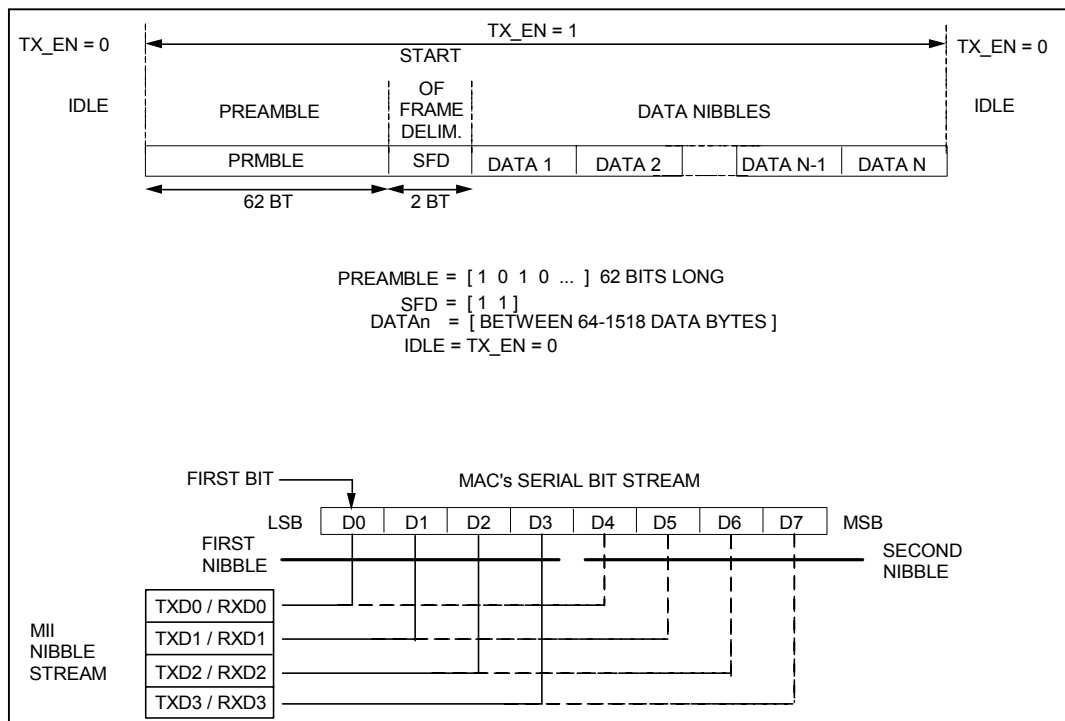 TX_EN = 0
TX_EN = 1
TX_EN = 0
IDLE
PREAMBLE
START
OF
FRAME
DELIM.
DATA NIBBLES
IDLE
PRMBLE SFD DATA 1 DATA 2 DATA N-1 DATA N
62 BT 2 BT
PREAMBLE = [ 1 0 1 0 ... ] 62 BITS LONG
SFD = [ 1 1 ]
DATAn = [ BETWEEN 64-1518 DATA BYTES ]
IDLE = TX_EN = 0
FIRST BIT
MAC's SERIAL BIT STREAM
LSB D0 D1 D2 D3 D4 D5 D6 D7 MSB
FIRST
NIBBLE
SECOND
NIBBLE
MII
NIBBLE
STREAM
TXD0 / RXD0
TXD1 / RXD1
TXD2 / RXD2
TXD3 / RXD3